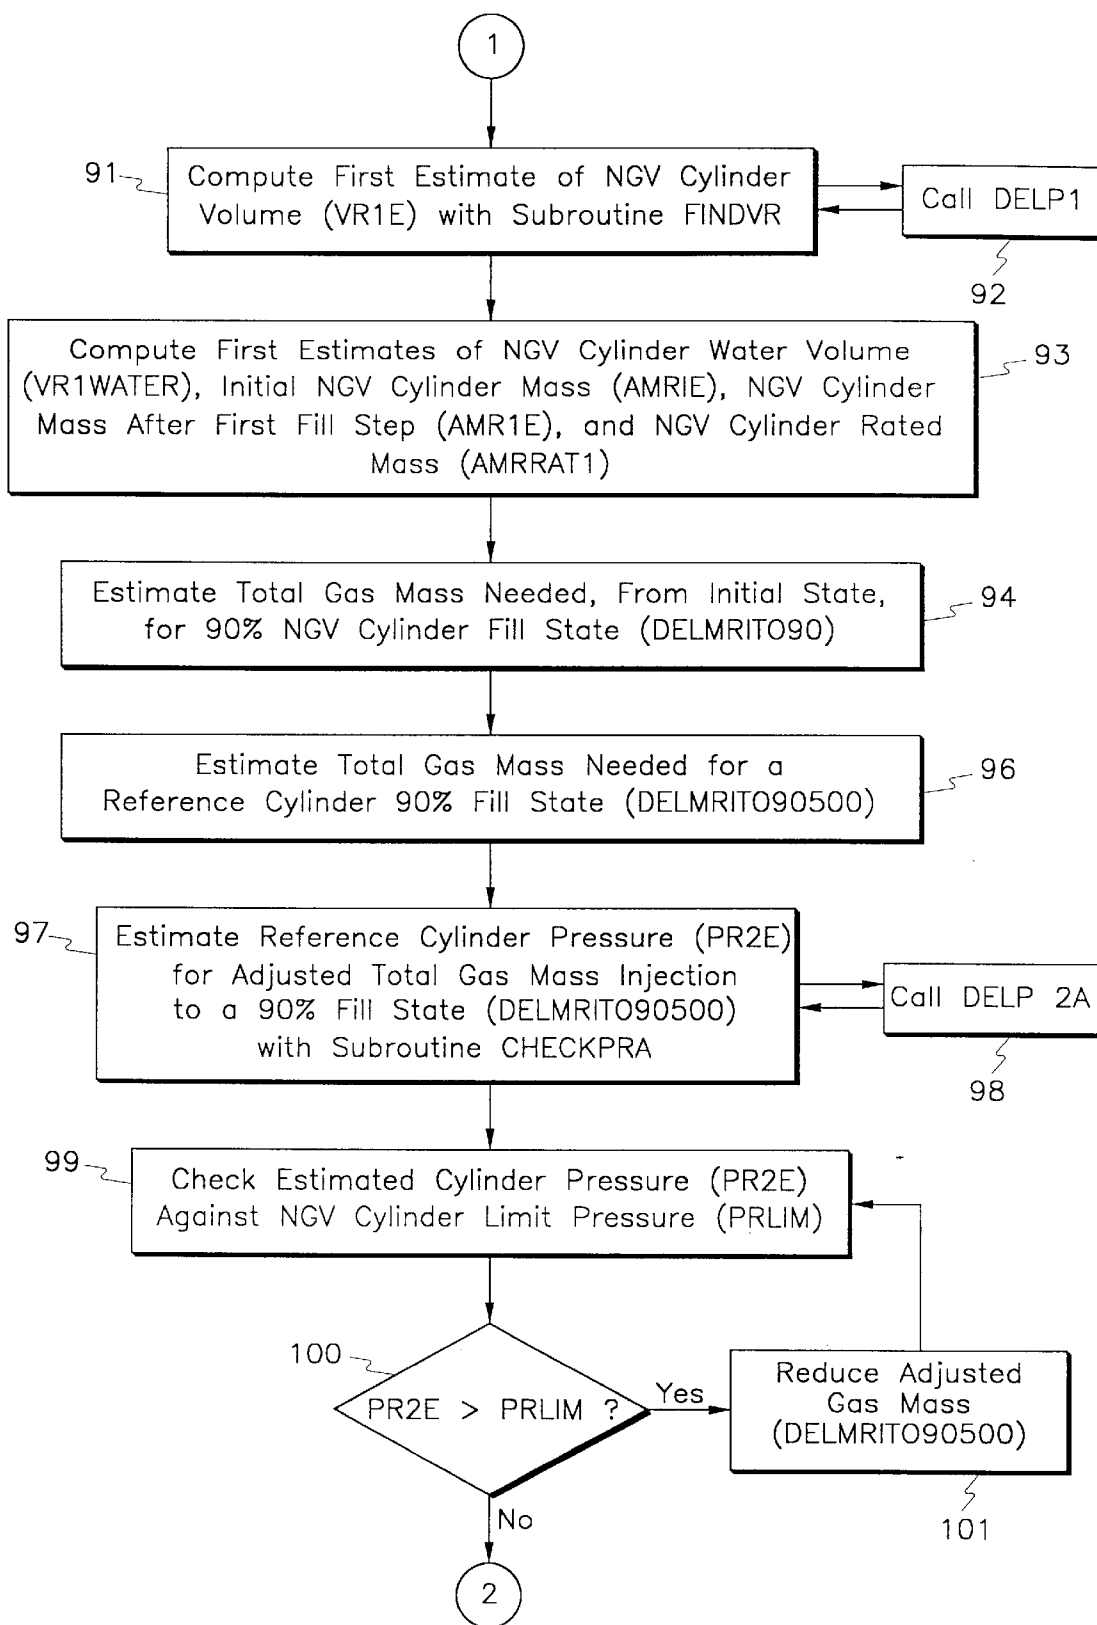 1
91
Compute First Estimate of NGV Cylinder
Volume (VR1E) with Subroutine FINDVR
Call DELP1
92
Compute First Estimates of NGV Cylinder Water Volume
(VR1WATER), Initial NGV Cylinder Mass (AMRIE), NGV Cylinder
Mass After First Fill Step (AMR1E), and NGV Cylinder Rated
Mass (AMRRAT1)
93
Estimate Total Gas Mass Needed, From Initial State,
for 90% NGV Cylinder Fill State (DELMRITO90)
94
Estimate Total Gas Mass Needed for a
Reference Cylinder 90% Fill State (DELMRITO90500)
96
97
Estimate Reference Cylinder Pressure (PR2E)
for Adjusted Total Gas Mass Injection
to a 90% Fill State (DELMRITO90500)
with Subroutine CHECKPRA
Call DELP 2A
98
99
Check Estimated Cylinder Pressure (PR2E)
Against NGV Cylinder Limit Pressure (PRLIM)
100
PR2E > PRLIM ?
Yes
Reduce Adjusted
Gas Mass
(DELMRITO90500)
101
No
2